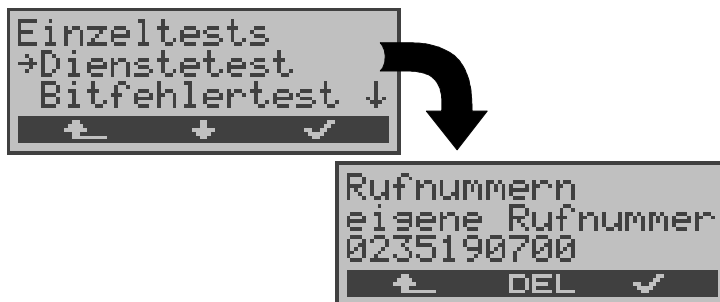 Einzeltests
→Dienstetest
Bitfehlertest ↓
Rufnummern
eigene Rufnummer
0235190700
DEL